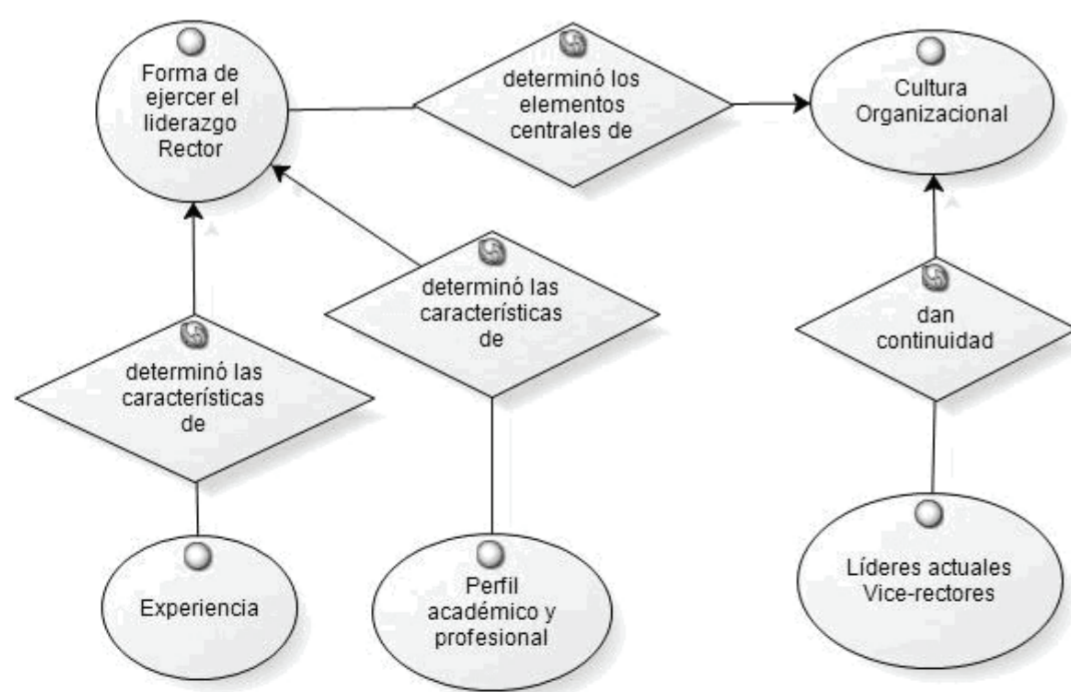 Forma de
ejercer el
liderazgo
Rector
determinó los
elementos
centrales de
Cultura
Organizacional
determinó las
características
de
determinó las
características
de
dan
continuidad
Experiencia
Perfil
académico y
profesional
Líderes actuales
Vice-rectores